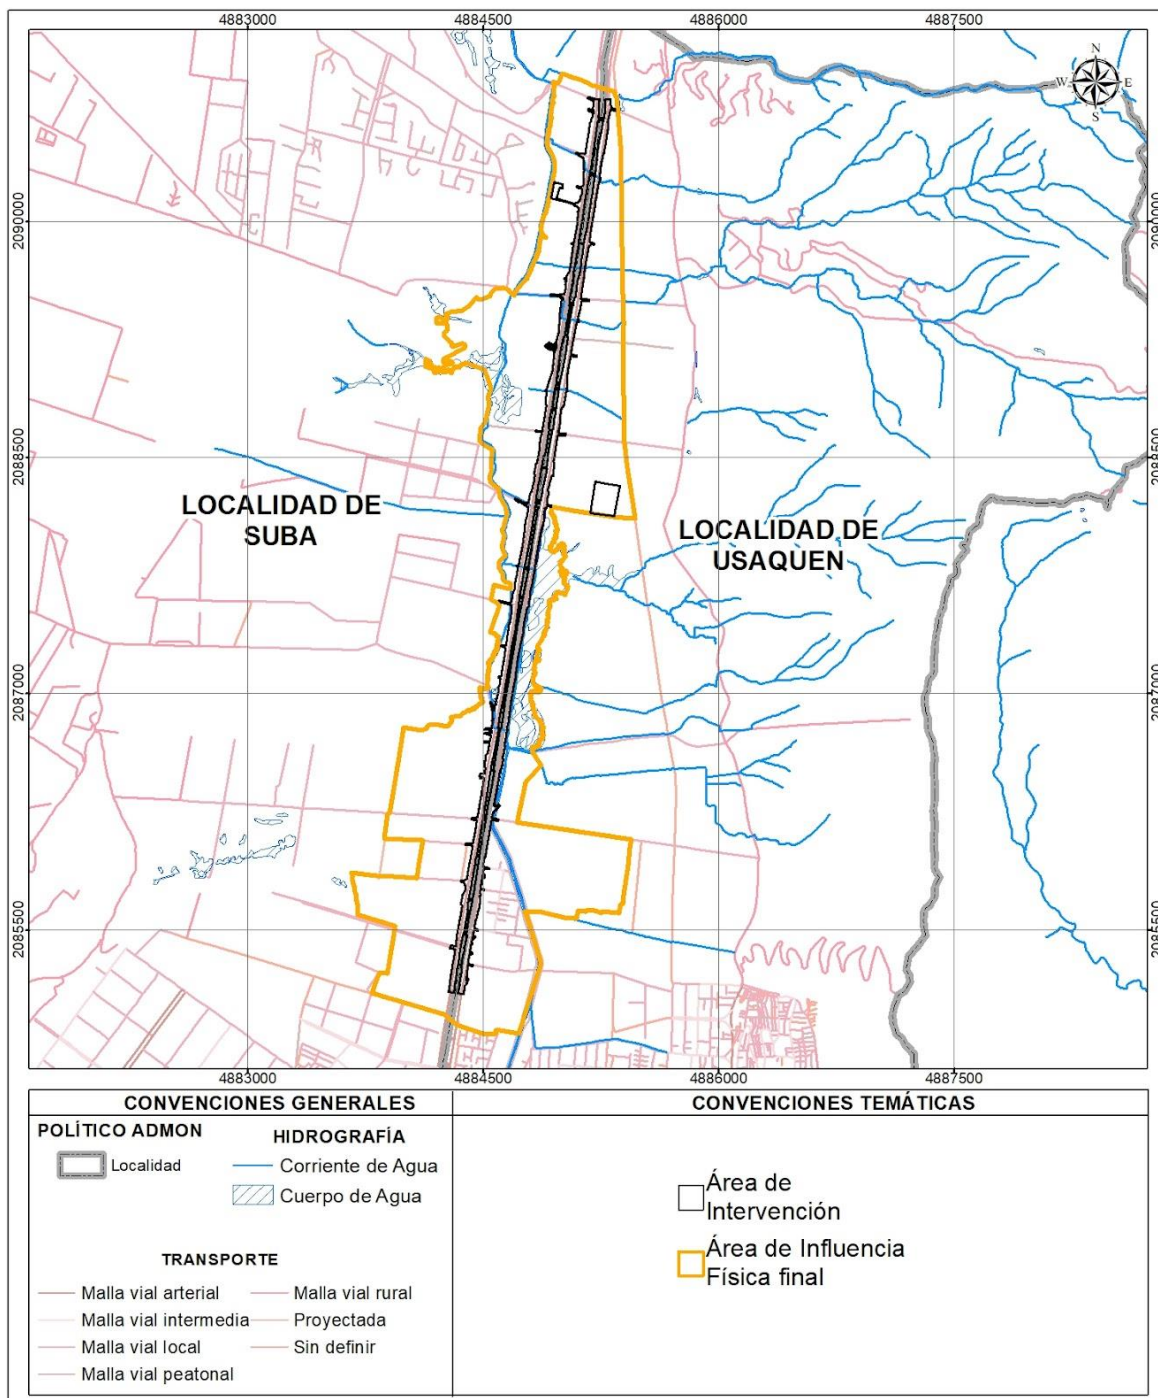 4883000 4884500 4886000 4887500
N
W E
S
2090000 2090000
2088500 2088500
LOCALIDAD DE
SUBA
LOCALIDAD DE
USAQUEN
2087000 2087000
2085500 2085500
4883000 4884500 4886000 4887500
CONVENCIONES GENERALES
POLÍTICO ADMON
Localidad
HIDROGRAFÍA
Corriente de Agua
Cuerpo de Agua
TRANSPORTE
Malla vial arterial
Malla vial intermedia
Malla vial local
Malla vial peatonal
Malla vial rural
Proyectada
Sin definir
CONVENCIONES TEMÁTICAS
Área de
Intervención
Área de Influencia
Física final